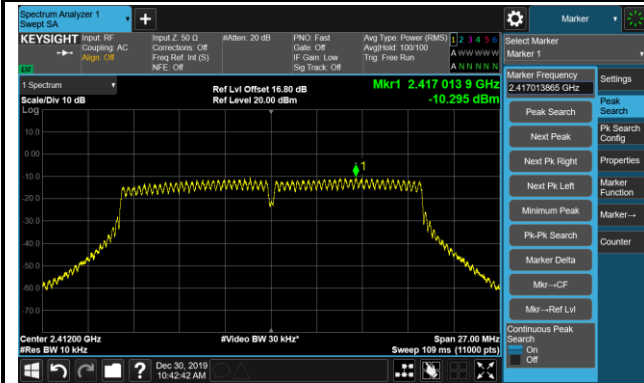 Spectrum Analyzer 1
Swept SA
+
Marker
KEYSIGHT
Input: RF
Coupling: AC
Align: Off
Input Z: 50 Ω
Corrections: Off
Freq Ref: Int (S)
NFE: Off
#Atten: 20 dB
PNO: Fast
Gate: Off
IF Gain: Low
Sig Track: Off
Avg Type: Power (RMS)
Avg|Hold: 100/100
Trig: Free Run
1 2 3 4 5 6
A W W W W W
A N N N N N
Select Marker
Marker 1
1 Spectrum
Scale/Div 10 dB
Log
Ref Lvl Offset 16.80 dB
Ref Level 20.00 dBm
Mkr1 2.417 013 9 GHz
-10.295 dBm
10.0
0.00
-10.0
-20.0
-30.0
-40.0
-50.0
-60.0
-70.0
1
Center 2.41200 GHz
#Res BW 10 kHz
#Video BW 30 kHz*
Span 27.00 MHz
Sweep 109 ms (11000 pts)
Marker Frequency
2.417013865 GHz
Peak Search
Next Peak
Next Pk Right
Next Pk Left
Minimum Peak
Pk-Pk Search
Marker Delta
Mkr→CF
Mkr→Ref Lvl
Continuous Peak
Search
On
Off
Settings
Peak
Search
Pk Search
Config
Properties
Marker
Function
Marker→
Counter
?
Dec 30, 2019
10:42:42 AM